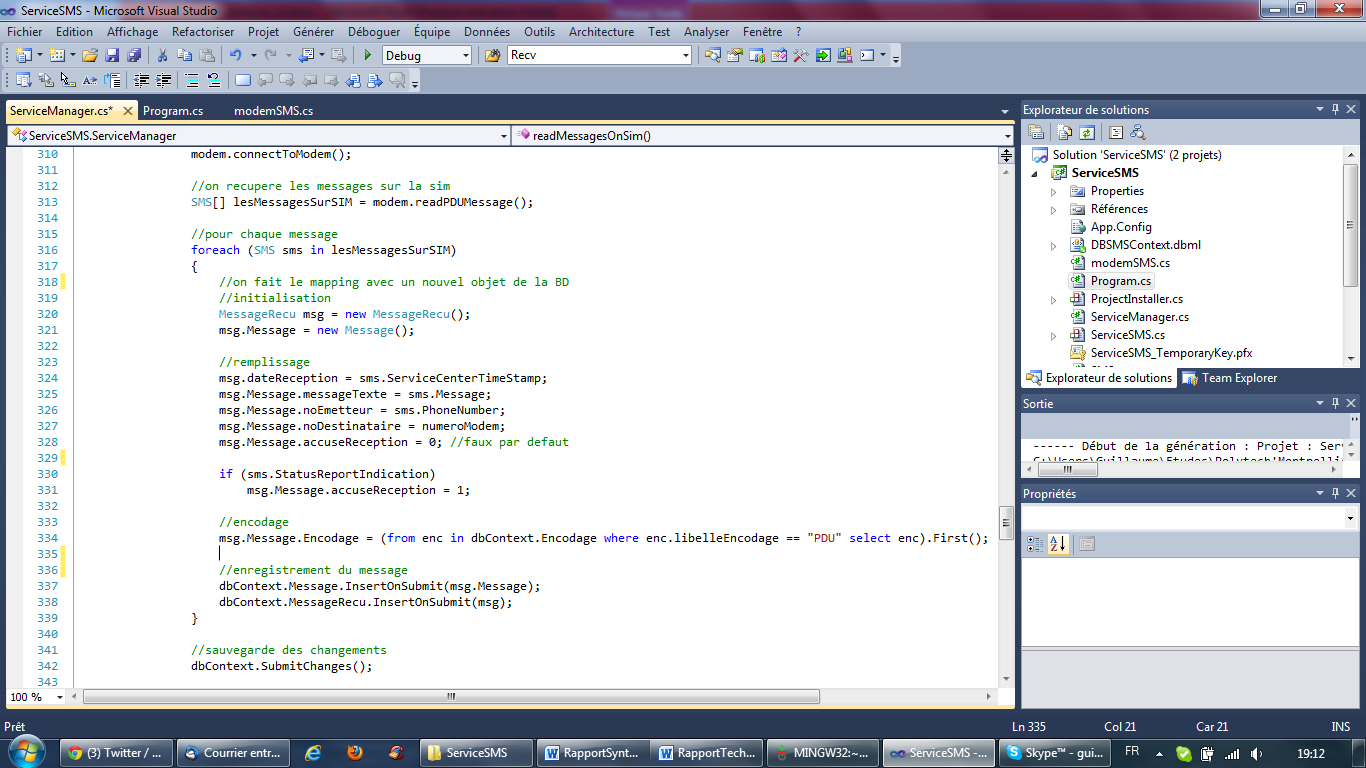 ServiceSMS - Microsoft Visual Studio
Fichier Edition Affichage Refactoriser Projet Générer Déboguer Équipe Données Outils Architecture Test Analyser Fenêtre ?
Debug Recv
ServiceManager.cs* Program.cs modemSMS.cs
ServiceSMS.ServiceManager readMessagesOnSim()
310 modem.connectToModem();
311
312 //on recupere les messages sur la sim
313 SMS[] lesMessagesSurSIM = modem.readPDUMessage();
314
315 //pour chaque message
316 foreach (SMS sms in lesMessagesSurSIM)
317 {
318 //on fait le mapping avec un nouvel objet de la BD
319 //initialisation
320 MessageRecu msg = new MessageRecu();
321 msg.Message = new Message();
322
323 //remplissage
324 msg.dateReception = sms.ServiceCenterTimeStamp;
325 msg.Message.messageTexte = sms.Message;
326 msg.Message.noEmetteur = sms.PhoneNumber;
327 msg.Message.noDestinataire = numeroModem;
328 msg.Message.accuseReception = 0; //faux par defaut
329
330 if (sms.StatusReportIndication)
331 msg.Message.accuseReception = 1;
332
333 //encodage
334 msg.Message.Encodage = (from enc in dbContext.Encodage where enc.libelleEncodage == "PDU" select enc).First();
335
336 //enregistrement du message
337 dbContext.Message.InsertOnSubmit(msg.Message);
338 dbContext.MessageRecu.InsertOnSubmit(msg);
339 }
340
341 //sauvegarde des changements
342 dbContext.SubmitChanges();
343
100 %
Explorateur de solutions
Solution 'ServiceSMS' (2 projets)
ServiceSMS
Properties
Références
App.Config
DBSMSContext.dbml
modemSMS.cs
Program.cs
ProjectInstaller.cs
ServiceManager.cs
ServiceSMS.cs
ServiceSMS_TemporaryKey.pfx
Explorateur de solutions Team Explorer
Sortie
------ Début de la génération : Projet : Serv
C:\Users\Guillaume\Etudes\Polytech'Montpelli
Propriétés
Prêt Ln 335 Col 21 Car 21 INS
(3) Twitter / ... Courrier entr... ServiceSMS RapportSynt... RapportTech... MINGW32:~... ServiceSMS -... Skype™ - gui... FR 19:12